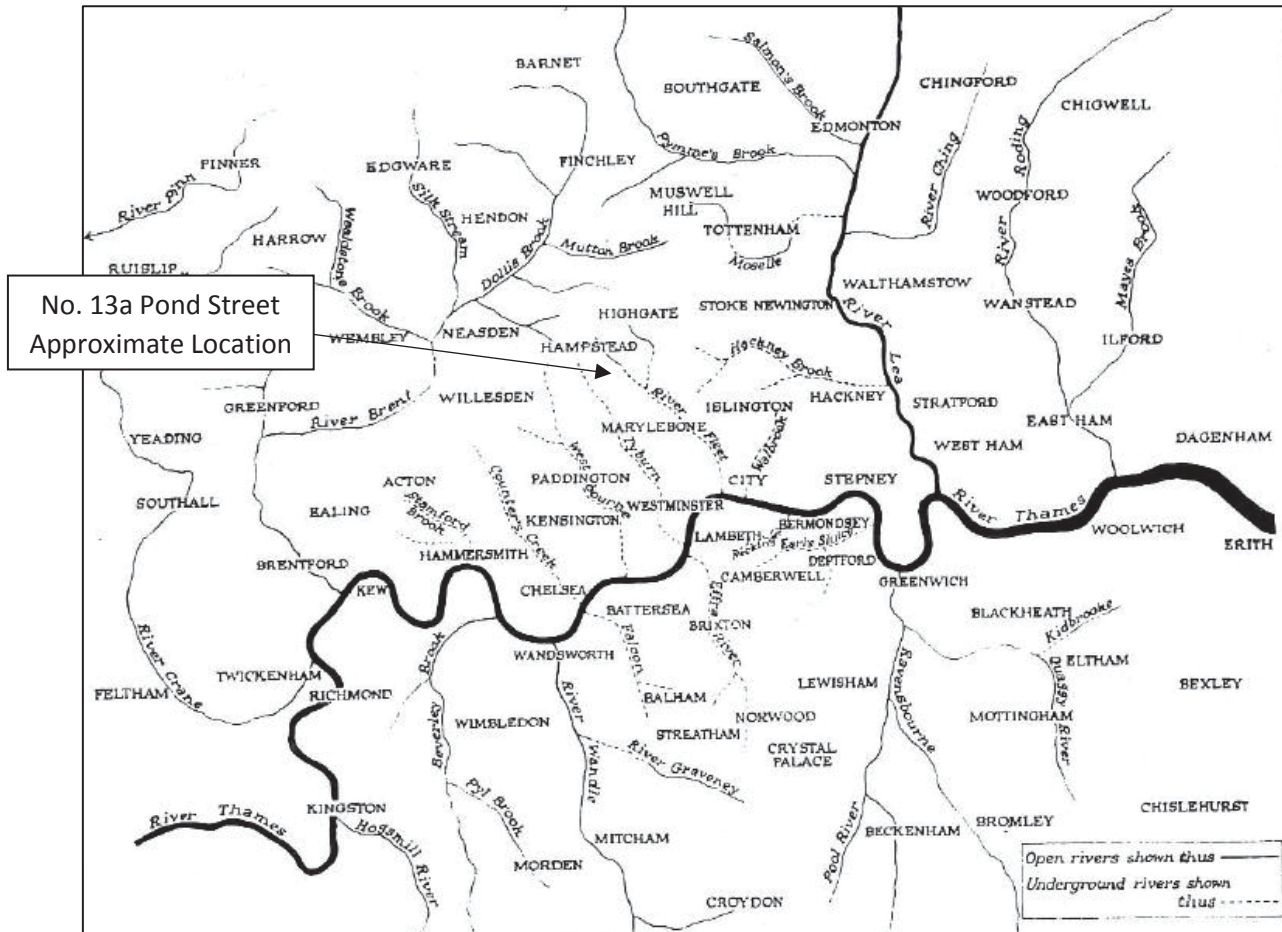 BARNET
SOUTHGATE
Salmon's Brook
CHINGFORD
CHIGWELL
EDMONTON
PINNER
EDGWARE
FINCHLEY
Pymme's Brook
River Ching
River Roding
River Pinn
Silk Stream
MUSWELL
HILL
WOODFORD
Wealdstone Brook
HENDON
TOTTENHAM
Mayes Brook
HARROW
Dollis Brook
Mutton Brook
Moselle
RUISLIP
WALTHAMSTOW
No. 13a Pond Street
Approximate Location
STOKE NEWINGTON
River Lea
WANSTEAD
HIGHGATE
WEMBLEY
NEASDEN
HAMPSTEAD
Hackney Brook
ILFORD
GREENFORD
River Brent
WILLESDEN
River Fleet
ISLINGTON
HACKNEY
STRATFORD
YEADING
MARYLEBONE
Tyburn
Walbrook
EAST HAM
WEST HAM
DAGENHAM
SOUTHALL
ACTON
Stamford
Brook
Counter's Creek
PADDINGTON
West bourne
CITY
STEPNEY
EALING
KENSINGTON
WESTMINSTER
River Thames
WOOLWICH
ERITH
HAMMERSMITH
LAMBETH
BERMONDSEY
Early Sluice
DEPTFORD
BRENTFORD
KEW
CHELSEA
CAMBERWELL
GREENWICH
BATTERSEA
Effra River
BRIXTON
BLACKHEATH
Kidbrooke
River Crane
Falcon
WANDSWORTH
ELTHAM
FELTHAM
TWICKENHAM
RICHMOND
Beverley Brook
BALHAM
LEWISHAM
Ravensbourne
Quaggy River
BEXLEY
WIMBLEDON
River Wandle
NORWOOD
MOTTINGHAM
STREATHAM
CRYSTAL
PALACE
River Graveney
Pyl Brook
River Thames
KINGSTON
Hogsmill River
MITCHAM
Pool River
BECKENHAM
BROMLEY
CHISLEHURST
MORDEN
CROYDON
Open rivers shown thus
Underground rivers shown
thus